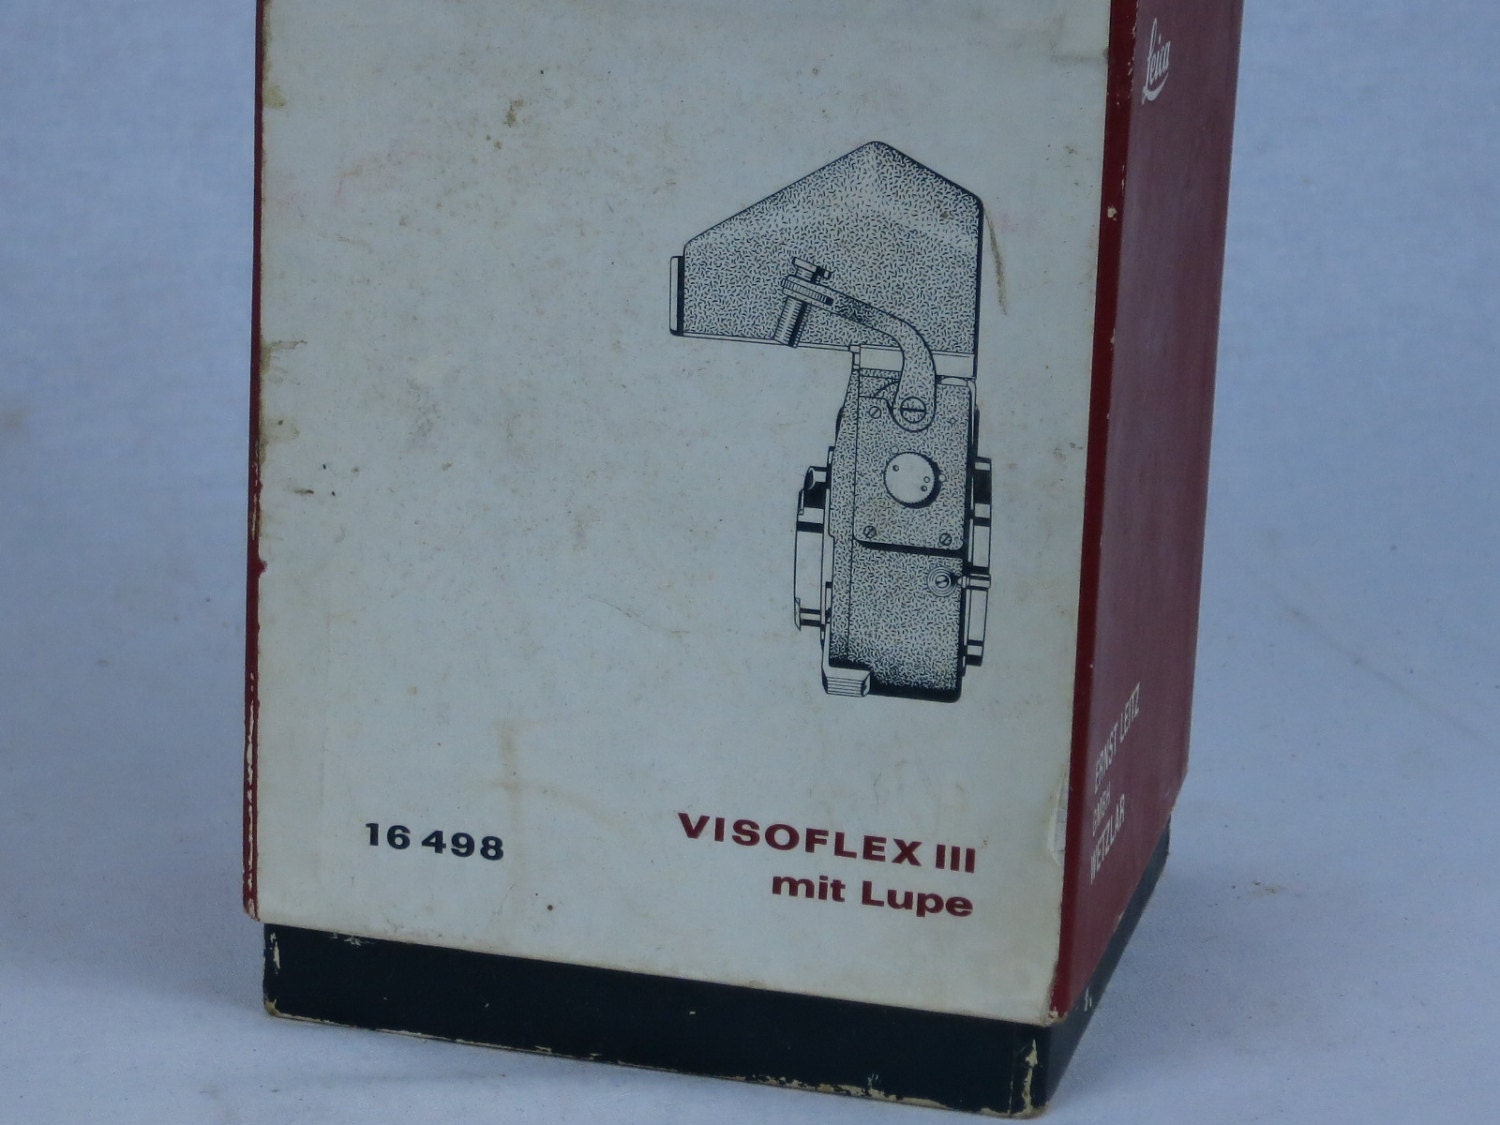 Leica
16 498
VISOFLEX III
mit Lupe
ERNST LEITZ
GMBH
WETZLAR